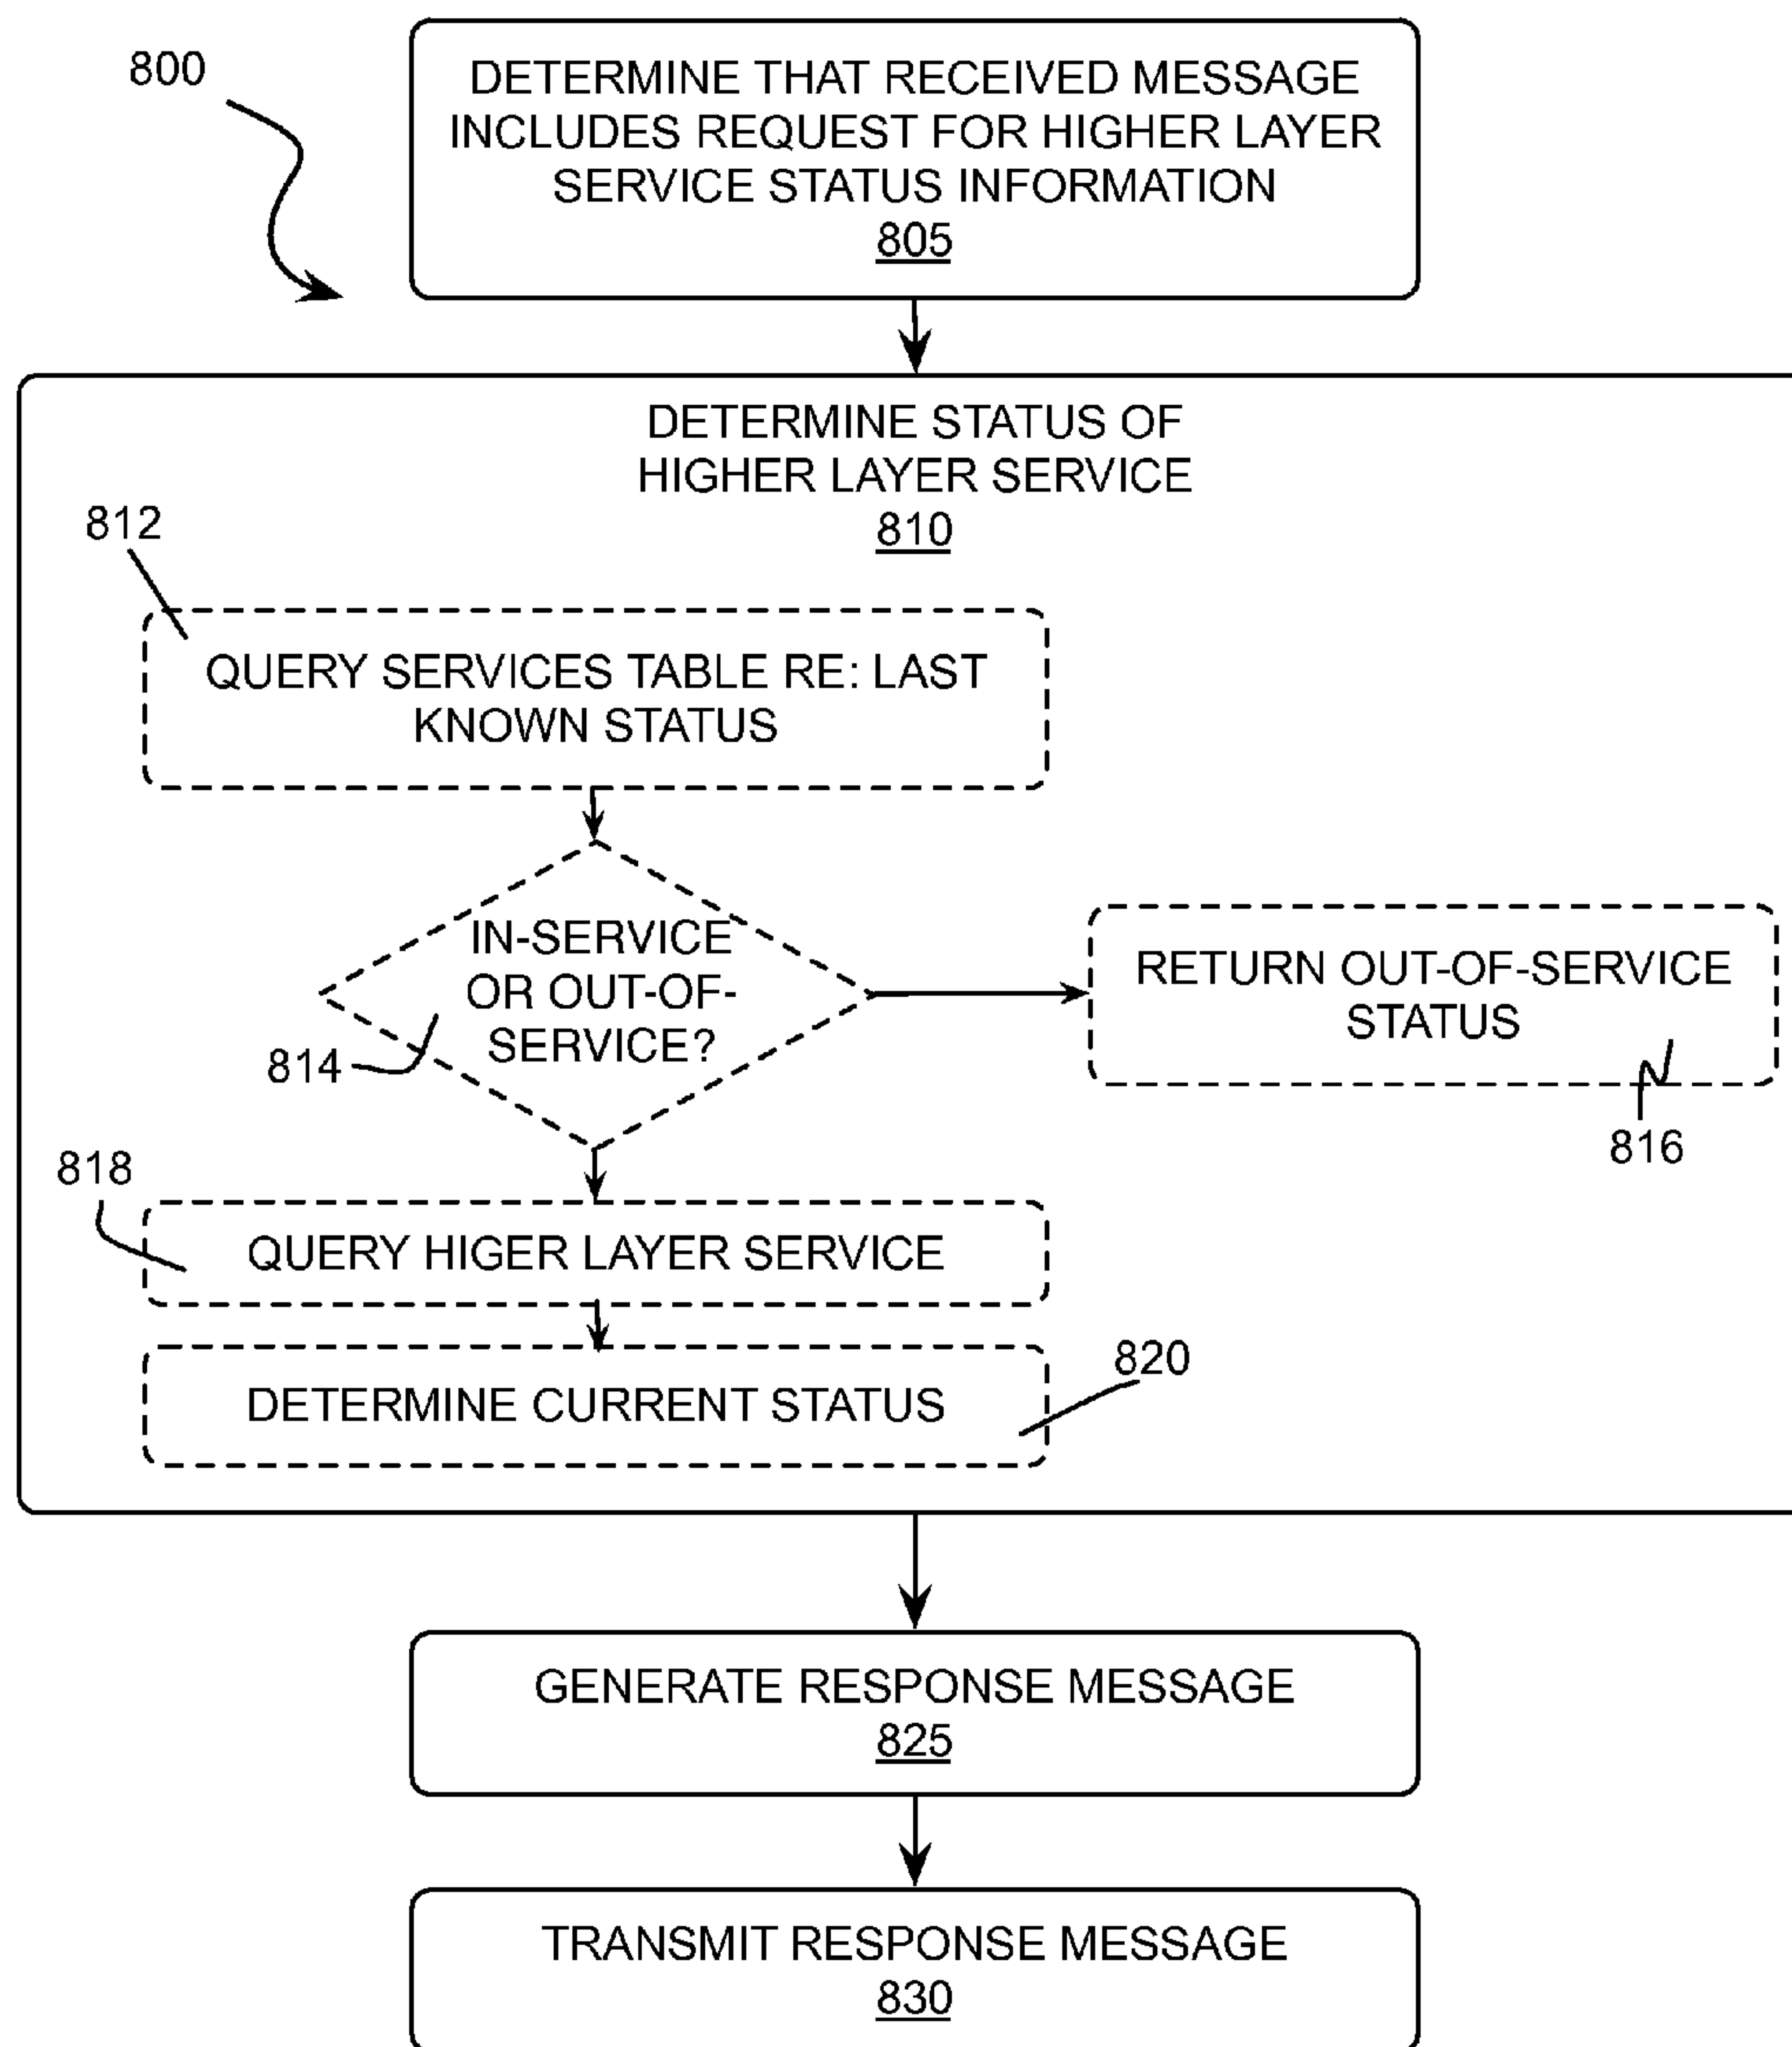 800
DETERMINE THAT RECEIVED MESSAGE
INCLUDES REQUEST FOR HIGHER LAYER
SERVICE STATUS INFORMATION
805
DETERMINE STATUS OF
HIGHER LAYER SERVICE
810
812
QUERY SERVICES TABLE RE: LAST
KNOWN STATUS
IN-SERVICE
OR OUT-OF-
SERVICE?
814
RETURN OUT-OF-SERVICE
STATUS
816
818
QUERY HIGER LAYER SERVICE
820
DETERMINE CURRENT STATUS
GENERATE RESPONSE MESSAGE
825
TRANSMIT RESPONSE MESSAGE
830